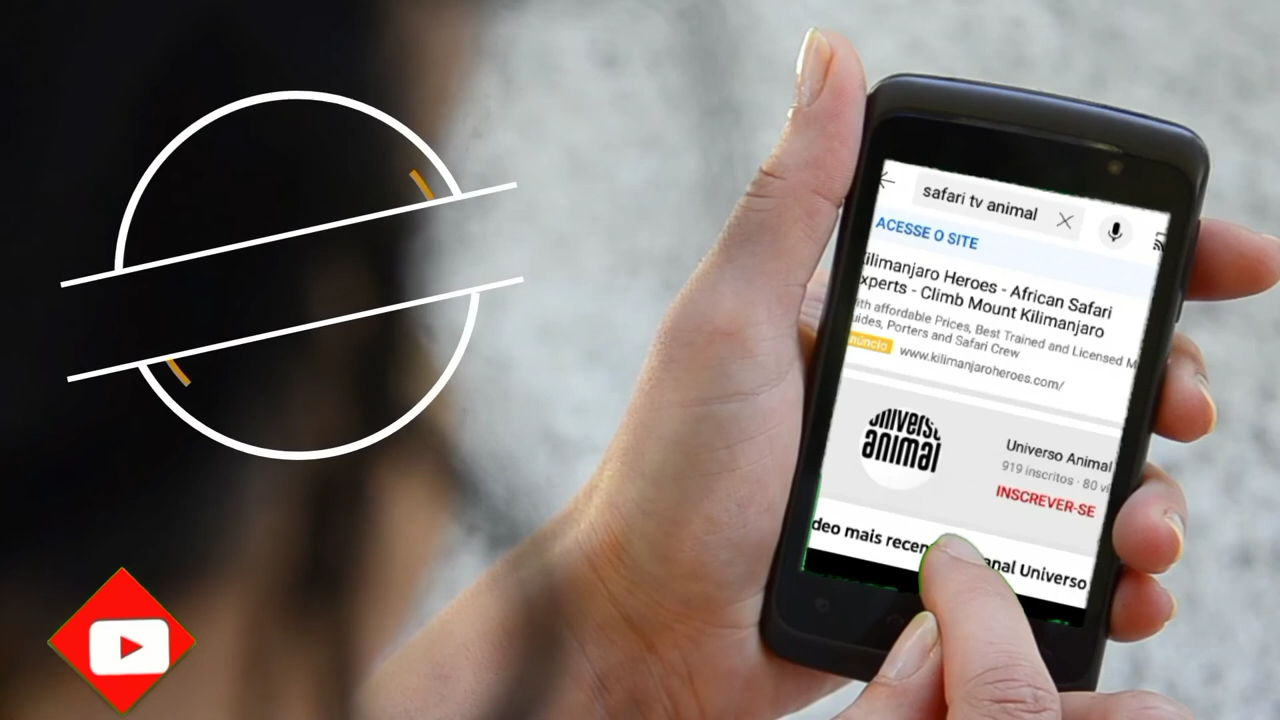 safari tv animal
ACESSE O SITE
Kilimanjaro Heroes - African Safari
xperts - Climb Mount Kilimanjaro
ith affordable Prices, Best Trained and Licensed M
uides, Porters and Safari Crew
núncio www.kilimanjaroheroes.com/
universo
animal
Universo Animal
919 inscritos · 80 ví
INSCREVER-SE
deo mais recen anal Universo